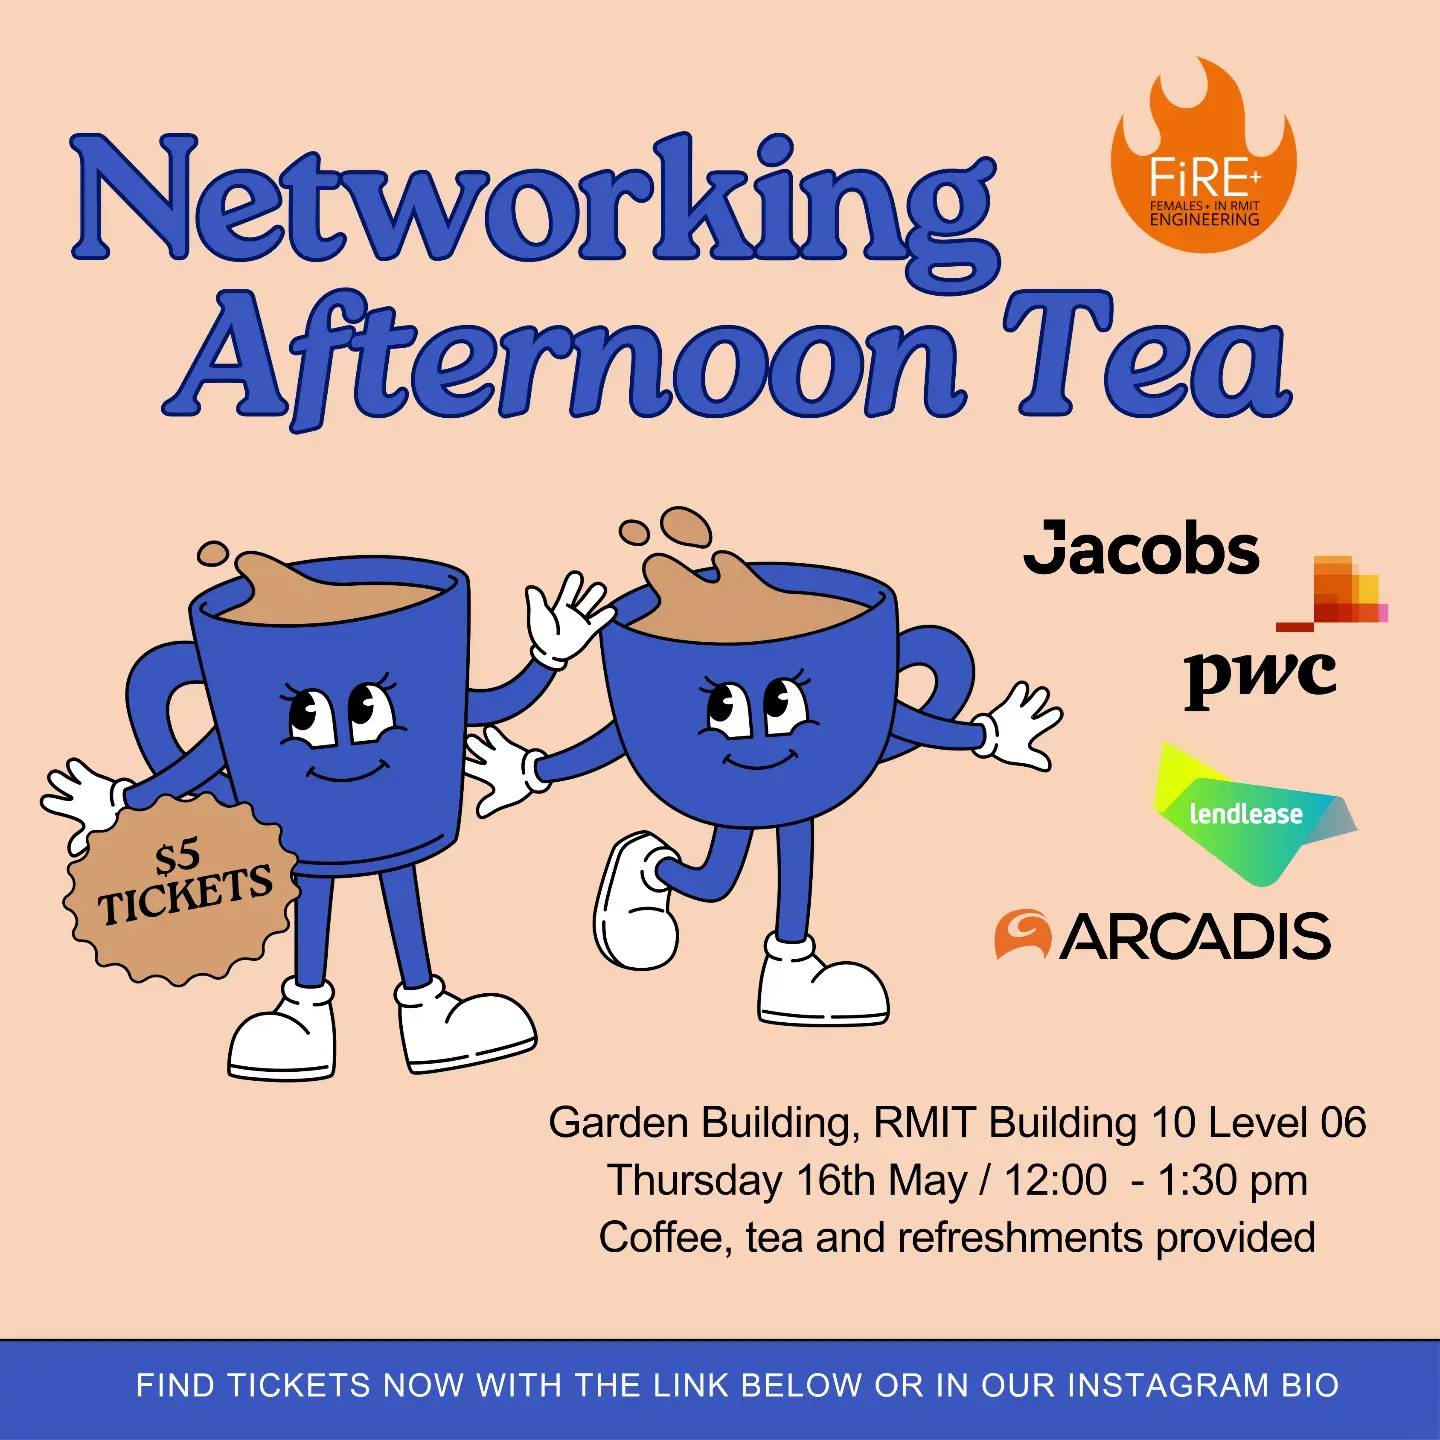 Networking
Afternoon Tea
FiRE+
FEMALES+ IN RMIT
ENGINEERING
Jacobs
pwc
lendlease
ARCADIS
$5
TICKETS
Garden Building, RMIT Building 10 Level 06
Thursday 16th May / 12:00 - 1:30 pm
Coffee, tea and refreshments provided
FIND TICKETS NOW WITH THE LINK BELOW OR IN OUR INSTAGRAM BIO